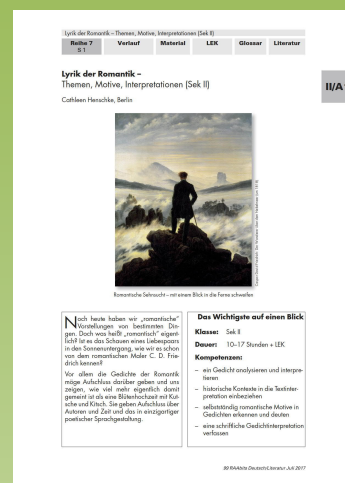 Lyrik der Romantik – Themen, Motive, Interpretationen (Sek II)
Reihe 7 Verlauf Material LEK Glossar Literatur
S 1
Lyrik der Romantik –
Themen, Motive, Interpretationen (Sek II)
II/A
Cathleen Henschke, Berlin
Romantische Sehnsucht – mit einem Blick in die Ferne schweifen
Noch heute haben wir „romantische“
Vorstellungen von bestimmten Din-
gen. Doch was heißt „romantisch“ eigent-
lich? Ist es das Schauen eines Liebespaars
in den Sonnenuntergang, wie wir es schon
von dem romantischen Maler C. D. Frie-
drich kennen?
Vor allem die Gedichte der Romantik
möge Aufschluss darüber geben und uns
zeigen, wie viel mehr eigentlich damit
gemeint ist als eine Blütenhochzeit mit Kut-
sche und Kitsch. Sie geben Aufschluss über
Autoren und Zeit und das in einzigartiger
poetischer Sprachgestaltung.
Das Wichtigste auf einen Blick
Klasse: Sek II
Dauer: 10–17 Stunden + LEK
Kompetenzen:
– ein Gedicht analysieren und interpre-
tieren
– historische Kontexte in die Textinter-
pretation einbeziehen
– selbstständig romantische Motive in
Gedichten erkennen und deuten
– eine schriftliche Gedichtinterpretation
verfassen
89 RAAbits Deutsch/Literatur Juli 2017